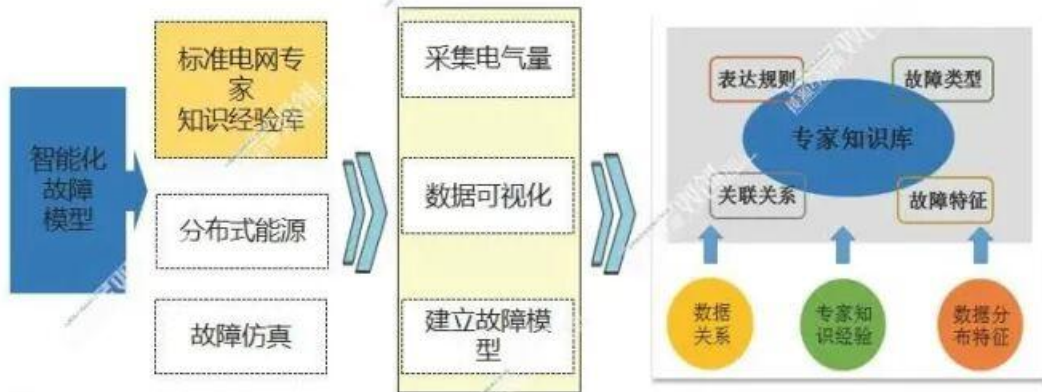 智能化
故障
模型
标准电网专
家
知识经验库
分布式能源
故障仿真
采集电气量
数据可视化
建立故障模
型
表达规则
故障类型
专家知识库
关联关系
故障特征
数据
关系
专家知
识经验
数据分
布特征